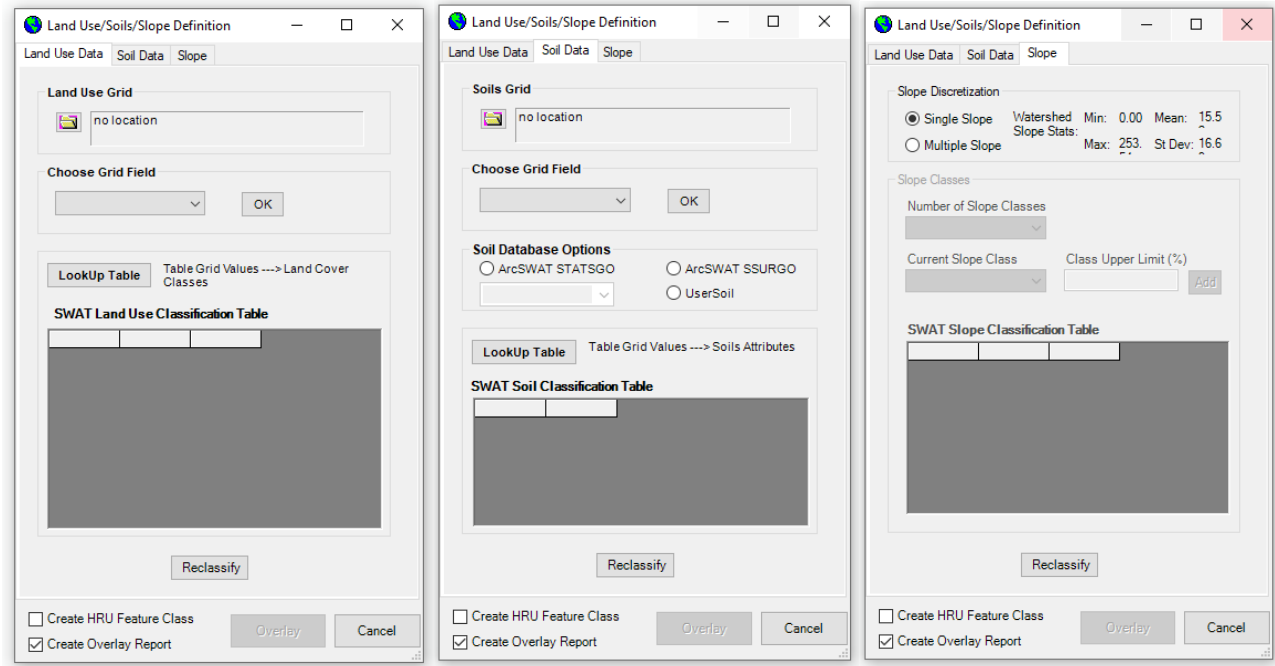 Land Use/Soils/Slope Definition
Land Use Data Soil Data Slope
Land Use Grid
no location
Choose Grid Field
OK
LookUp Table
Table Grid Values ---> Land Cover
Classes
SWAT Land Use Classification Table
Reclassify
Create HRU Feature Class
Create Overlay Report
Overlay
Cancel
Land Use/Soils/Slope Definition
Land Use Data Soil Data Slope
Soils Grid
no location
Choose Grid Field
OK
Soil Database Options
ArcSWAT STATSGO
ArcSWAT SSURGO
UserSoil
LookUp Table
Table Grid Values ---> Soils Attributes
SWAT Soil Classification Table
Reclassify
Create HRU Feature Class
Create Overlay Report
Overlay
Cancel
Land Use/Soils/Slope Definition
Land Use Data Soil Data Slope
Slope Discretization
Single Slope
Multiple Slope
Watershed
Slope Stats:
Min: 0.00 Mean: 15.5
Max: 253. St Dev: 16.6
Slope Classes
Number of Slope Classes
Current Slope Class
Class Upper Limit (%)
Add
SWAT Slope Classification Table
Reclassify
Create HRU Feature Class
Create Overlay Report
Overlay
Cancel